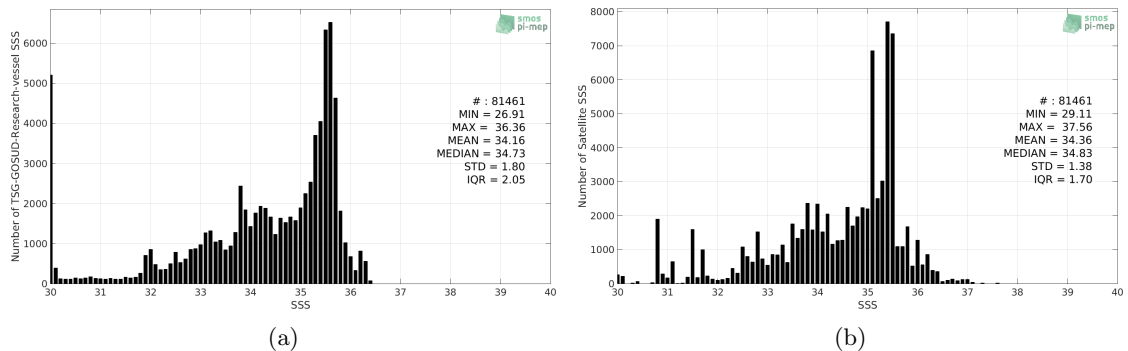 smos
pi-mep
Number of TSG-GOSUD-Research-vessel SSS
6000
5000
4000
3000
2000
1000
0
# : 81461
MIN = 26.91
MAX = 36.36
MEAN = 34.16
MEDIAN = 34.73
STD = 1.80
IQR = 2.05
30 31 32 33 34 35 36 37 38 39 40
SSS
(a)
smos
pi-mep
Number of Satellite SSS
8000
7000
6000
5000
4000
3000
2000
1000
0
# : 81461
MIN = 29.11
MAX = 37.56
MEAN = 34.36
MEDIAN = 34.83
STD = 1.38
IQR = 1.70
30 31 32 33 34 35 36 37 38 39 40
SSS
(b)